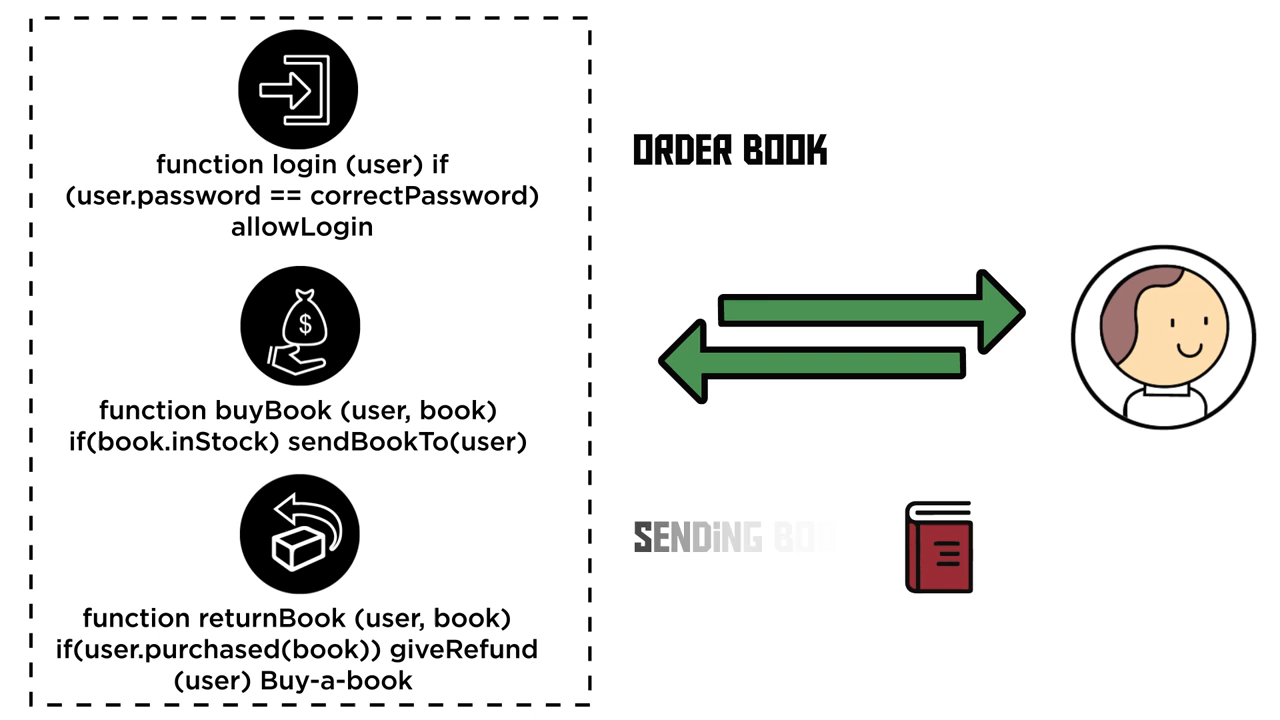 function login (user) if
(user.password == correctPassword)
allowLogin
function buyBook (user, book)
if(book.inStock) sendBookTo(user)
function returnBook (user, book)
if(user.purchased(book)) giveRefund
(user) Buy-a-book
ORDER BOOK
$
SENDiNG